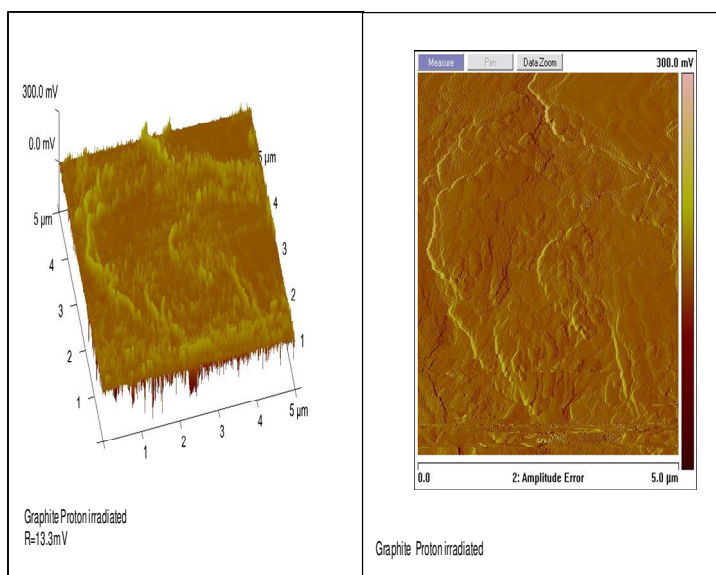 300.0 mV
0.0 mV
5 µm
4
3
2
1
1
2
3
4
5 µm
5 µm
4
3
2
1
Graphite Proton irradiated
R=13.3mV
Measure Pan Data Zoom 300.0 mV
0.0 2: Amplitude Error 5.0 µm
Graphite Proton irradiated